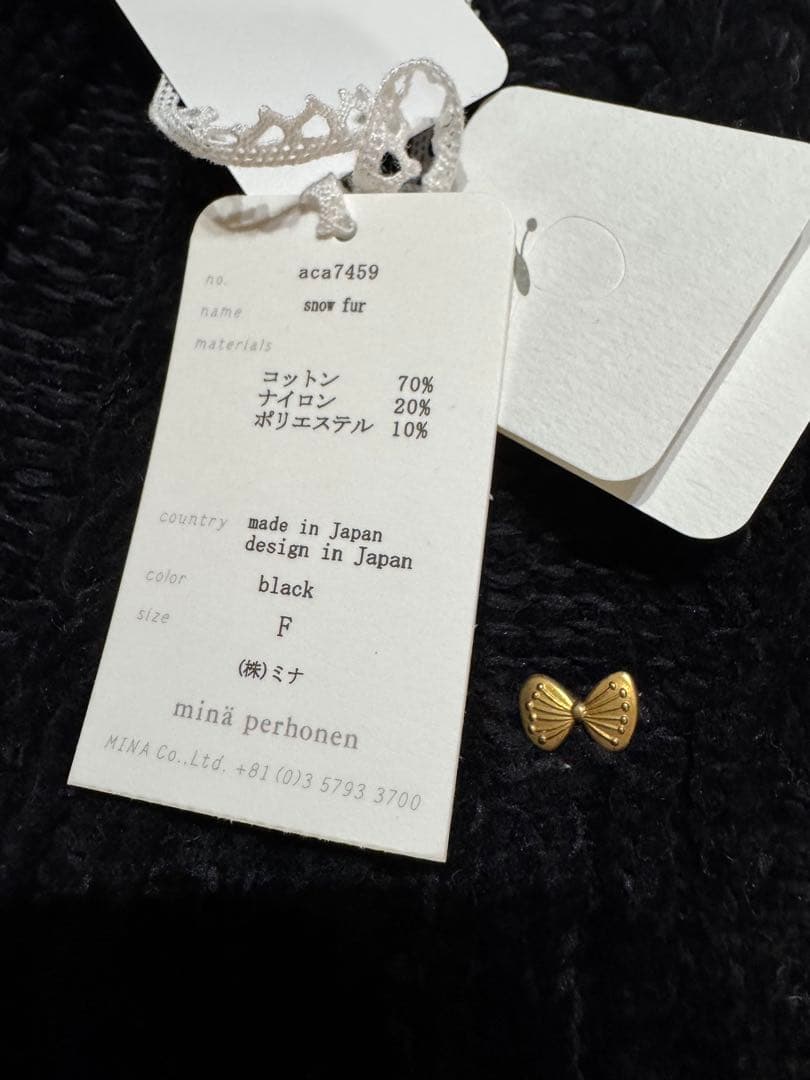 no. aca7459
name snow fur
materials
コットン 70%
ナイロン 20%
ポリエステル 10%
country made in Japan
design in Japan
color black
size F
(株)ミナ
minä perhonen
MINA Co.,Ltd. +81(0)3 5793 3700